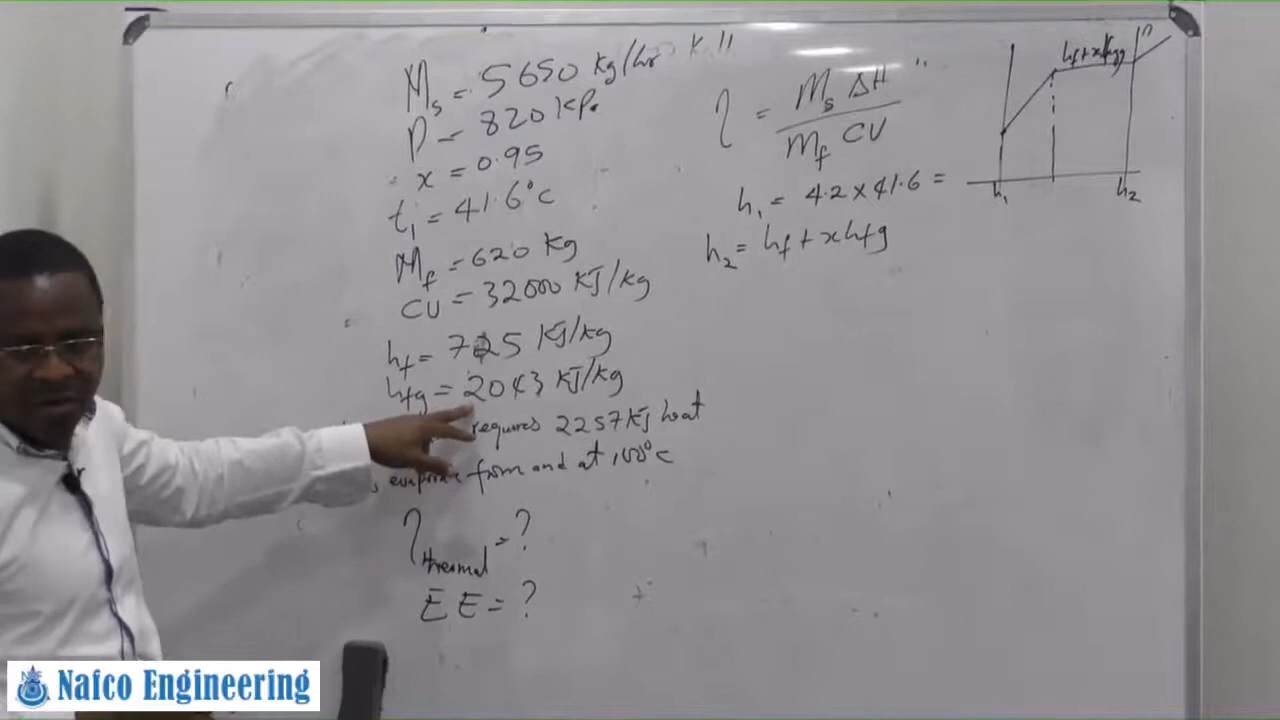 Ms = 5650 kg/hr
P = 820 kPa
x = 0.95
t1 = 41.6°C
Mf = 620 kg
CV = 32000 KJ/kg
hf = 725 KJ/kg
hfg = 2043 KJ/kg
requires 2257KJ heat
evaporate from and at 100°C
η thermal = ?
EE = ?
η = Ms ΔH
Mf CV
h1 = 4.2 x 41.6 =
h2 = hf + xhfg
hf + xhfg
h1
h2
Nafco Engineering